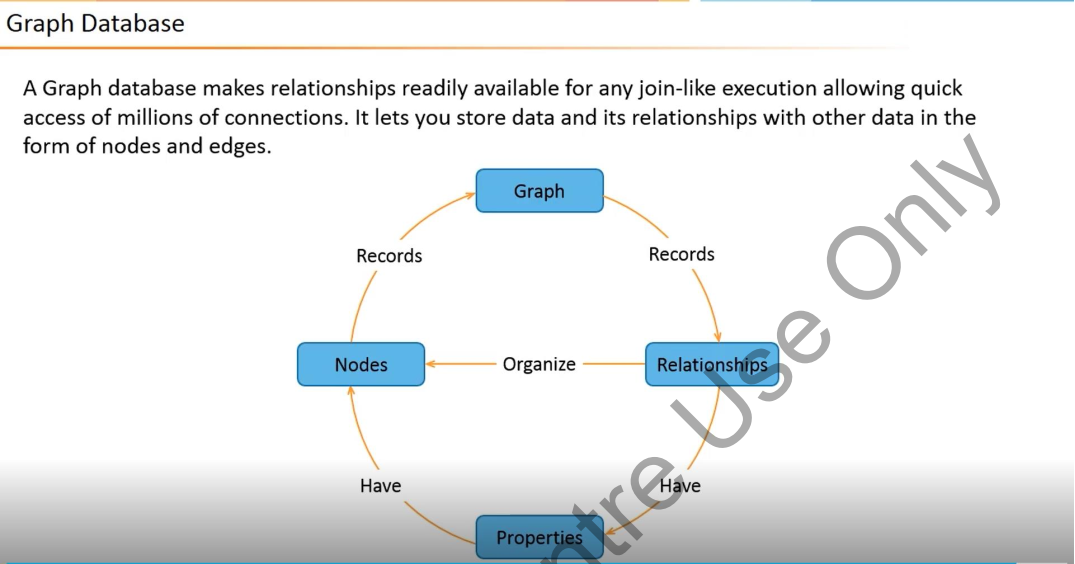 Graph Database
A Graph database makes relationships readily available for any join-like execution allowing quick
access of millions of connections. It lets you store data and its relationships with other data in the
form of nodes and edges.
Graph
Records
Records
Nodes
Organize
Relationships
Have
Have
Properties
Use Only